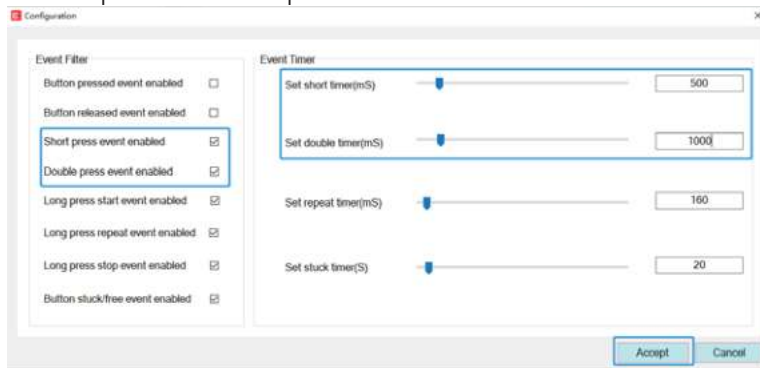 Configuration
Event Filter
Button pressed event enabled
Button released event enabled
Short press event enabled
Double press event enabled
Long press start event enabled
Long press repeat event enabled
Long press stop event enabled
Button stuck/free event enabled
Event Timer
Set short timer(mS) 500
Set double timer(mS) 1000
Set repeat timer(mS) 160
Set stuck timer(S) 20
Accept Cancel